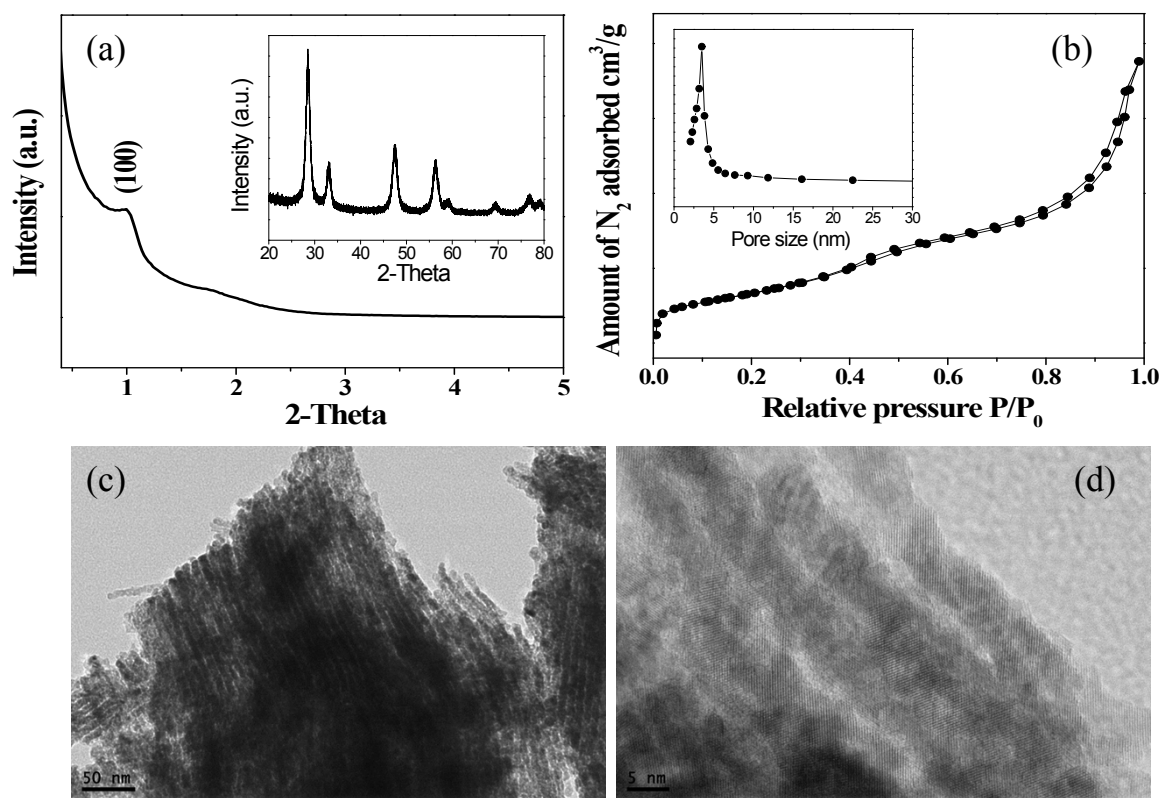 (a)
Intensity (a.u.)
(100)
Intensity (a.u.)
20 30 40 50 60 70 80
2-Theta
1 2 3 4 5
2-Theta
(b)
Amount of N₂ adsorbed cm³/g
0 5 10 15 20 25 30
Pore size (nm)
0.0 0.2 0.4 0.6 0.8 1.0
Relative pressure P/P₀
(c)
50 nm
(d)
5 nm